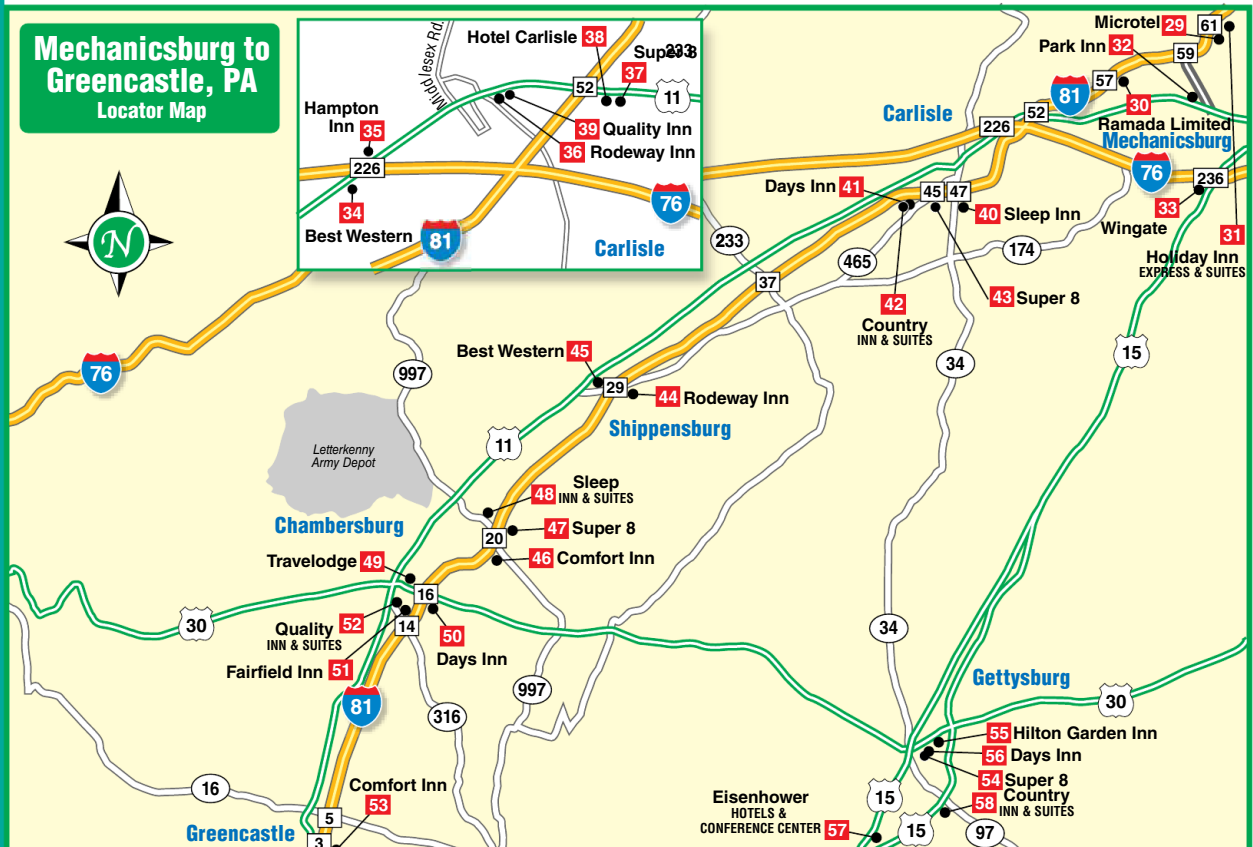 Mechanicsburg to
Greencastle, PA
Locator Map
Middlesex Rd.
Hotel Carlisle 38
233
Super 8
37
52
11
Hampton
Inn
35
39 Quality Inn
36 Rodeway Inn
226
34
Best Western
81
76
Carlisle
N
Microtel 29
61
Park Inn 32
59
57
81
30
Ramada Limited
52
Carlisle
226
Mechanicsburg
76
236
33
Wingate
31
Holiday Inn
EXPRESS & SUITES
Days Inn 41
45
47
40 Sleep Inn
233
465
174
37
42
Country
INN & SUITES
43 Super 8
15
34
76
997
Best Western 45
29
44 Rodeway Inn
Shippensburg
Letterkenny
Army Depot
11
48
Sleep
INN & SUITES
Chambersburg
47 Super 8
20
46 Comfort Inn
Travelodge 49
16
30
Quality
INN & SUITES
52
14
50
Days Inn
Fairfield Inn 51
34
81
997
316
Gettysburg
30
55 Hilton Garden Inn
56 Days Inn
54 Super 8
58 Country
INN & SUITES
16
Comfort Inn
53
5
Greencastle
3
Eisenhower
HOTELS &
CONFERENCE CENTER 57
15
15
97